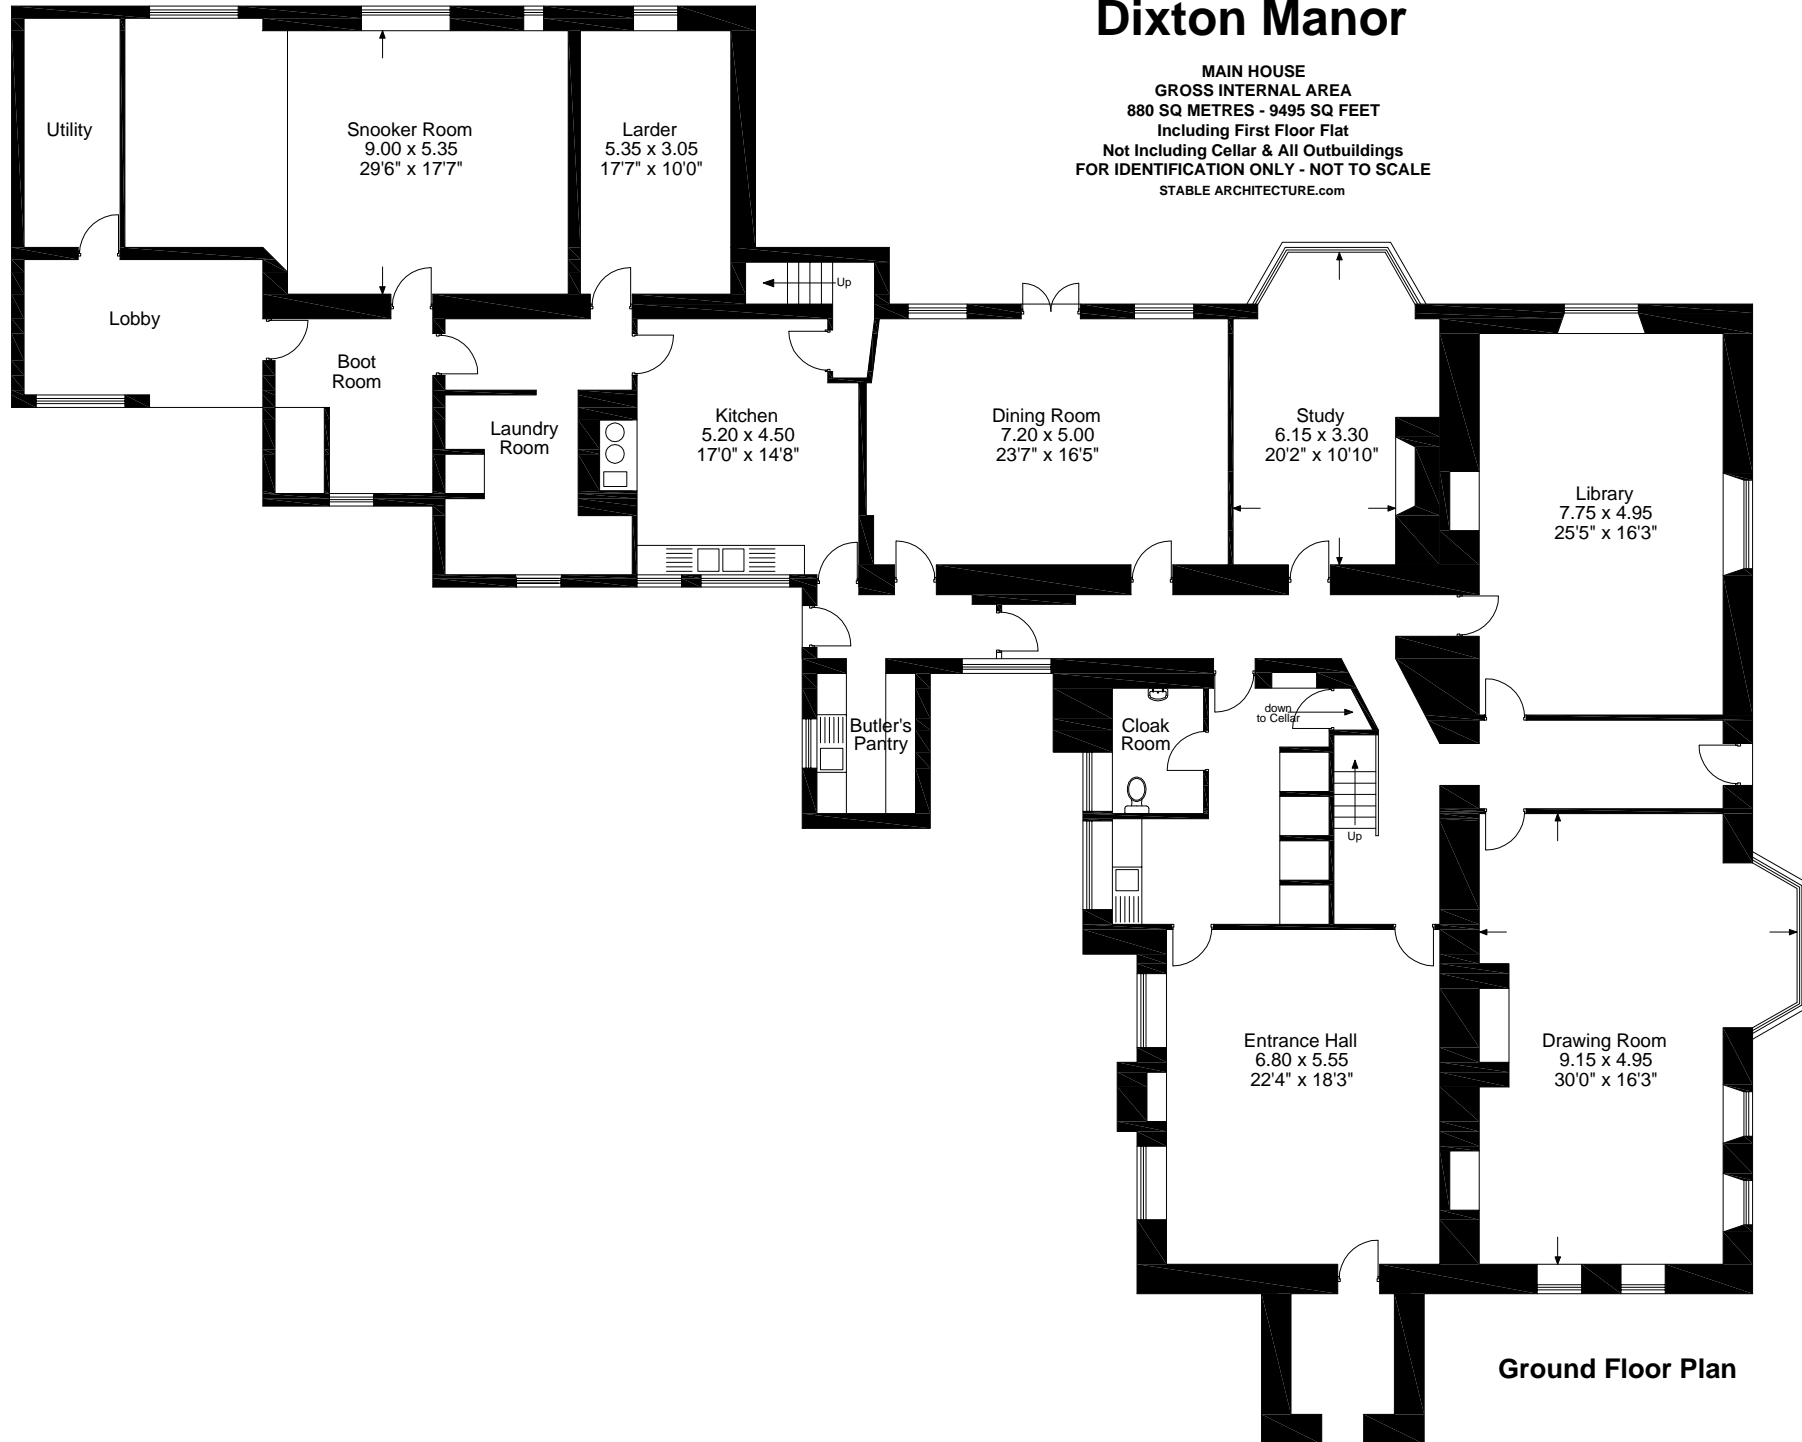 Dixton Manor
MAIN HOUSE
GROSS INTERNAL AREA
880 SQ METRES - 9495 SQ FEET
Including First Floor Flat
Not Including Cellar & All Outbuildings
FOR IDENTIFICATION ONLY - NOT TO SCALE
STABLE ARCHITECTURE.com
Utility
Snooker Room
9.00 x 5.35
29'6" x 17'7"
Larder
5.35 x 3.05
17'7" x 10'0"
Up
Lobby
Boot
Room
Laundry
Room
Kitchen
5.20 x 4.50
17'0" x 14'8"
Dining Room
7.20 x 5.00
23'7" x 16'5"
Study
6.15 x 3.30
20'2" x 10'10"
Library
7.75 x 4.95
25'5" x 16'3"
Butler's
Pantry
Cloak
Room
down
to Cellar
Up
Entrance Hall
6.80 x 5.55
22'4" x 18'3"
Drawing Room
9.15 x 4.95
30'0" x 16'3"
Ground Floor Plan